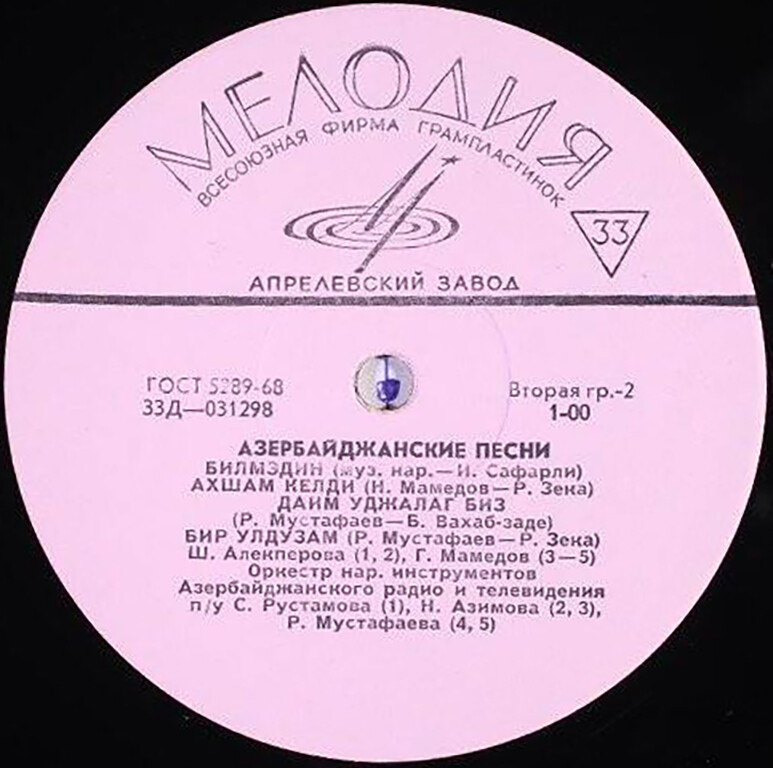 МЕЛОДИЯ
ВСЕСОЮЗНАЯ ФИРМА ГРАМПЛАСТИНОК
33
АПРЕЛЕВСКИЙ ЗАВОД
ГОСТ 5289-68
33Д—031298
Вторая гр.-2
1-00
АЗЕРБАЙДЖАНСКИЕ ПЕСНИ
БИЛМЭДИН (муз. нар.—И. Сафарли)
АХШАМ КЕЛДИ (И. Мамедов—Р. Зека)
ДАИМ УДЖАЛАГ БИЗ
(Р. Мустафаев—Б. Вахаб-заде)
БИР УЛДУЗАМ (Р. Мустафаев—Р. Зека)
Ш. Алекперова (1, 2), Г. Мамедов (3—5)
Оркестр нар. инструментов
Азербайджанского радио и телевидения
п/у С. Рустамова (1), Н. Азимова (2, 3),
Р. Мустафаева (4, 5)